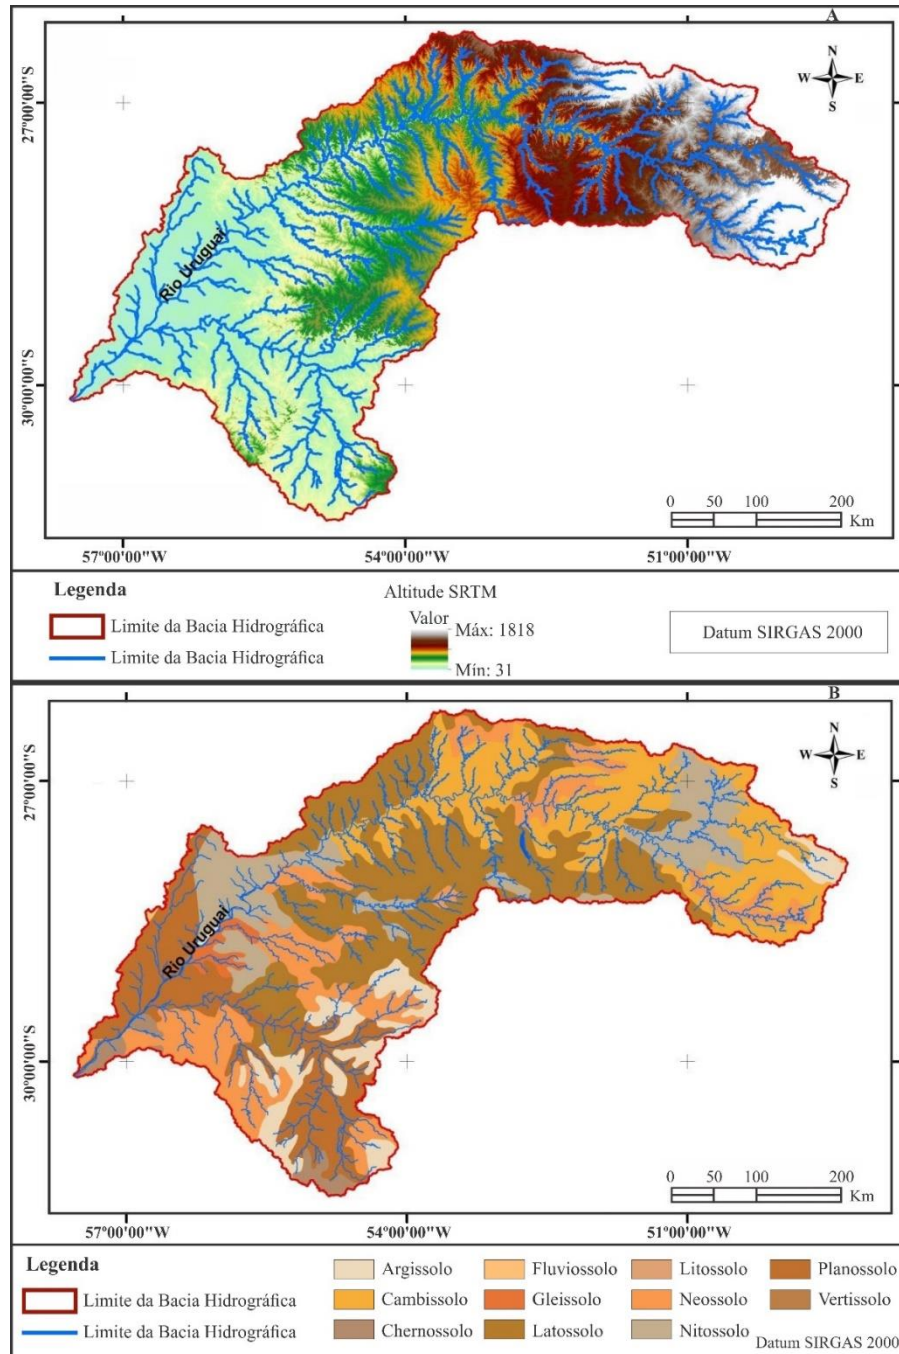 A
N
W E
S
27°00'00"S
30°00'00"S
Rio Uruguai
0 50 100 200
Km
57°00'00"W 54°00'00"W 51°00'00"W
Legenda
Limite da Bacia Hidrográfica
Limite da Bacia Hidrográfica
Altitude SRTM
Valor
Máx: 1818
Mín: 31
Datum SIRGAS 2000
B
N
W E
S
27°00'00"S
30°00'00"S
Rio Uruguai
0 50 100 200
Km
57°00'00"W 54°00'00"W 51°00'00"W
Legenda
Limite da Bacia Hidrográfica
Limite da Bacia Hidrográfica
Argissolo Fluviossolo Litossolo Planossolo
Cambissolo Gleissolo Neossolo Vertissolo
Chernossolo Latossolo Nitossolo
Datum SIRGAS 2000